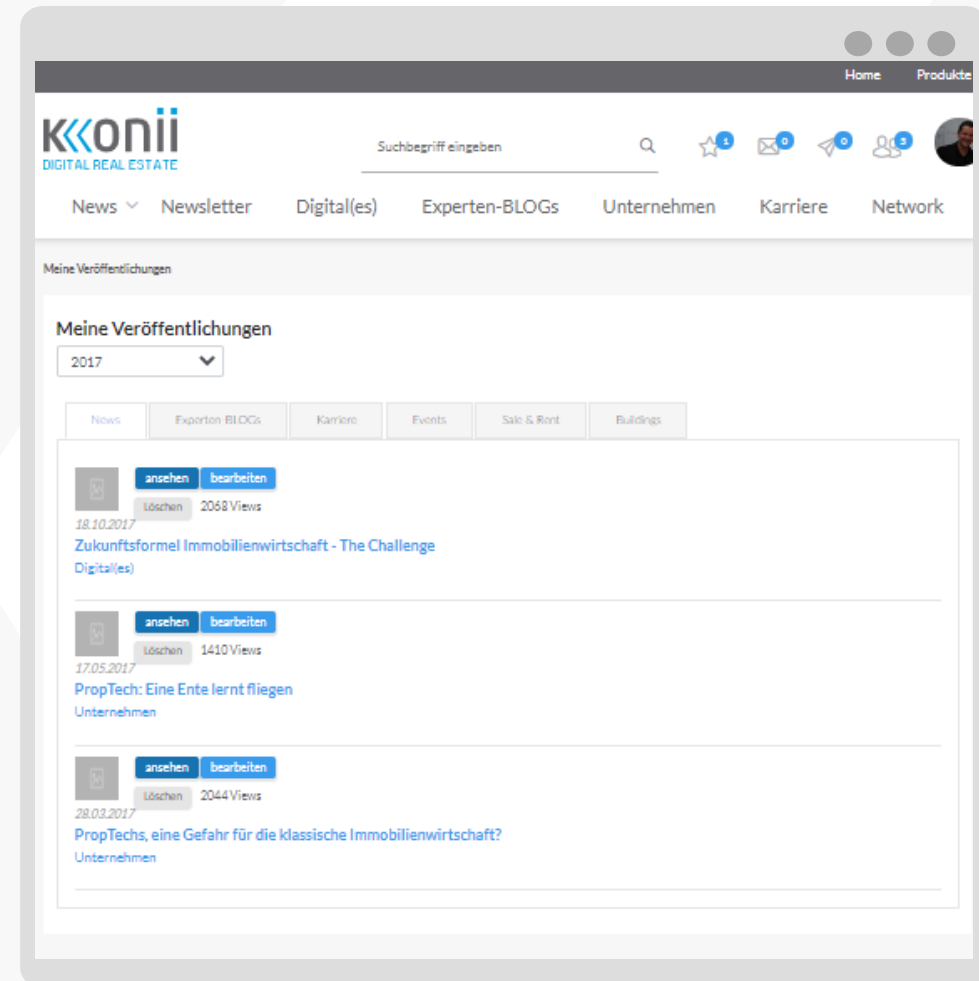 Home Produkte
konii
DIGITAL REAL ESTATE
Suchbegriff eingeben
1 0 0 3
News Newsletter Digital(es) Experten-BLOGs Unternehmen Karriere Network
Meine Veröffentlichungen
Meine Veröffentlichungen
2017
News Experten-BLOGs Karriere Events Sale & Rent Buildings
ansehen bearbeiten
Löschen 2068 Views
18.10.2017
Zukunftsformel Immobilienwirtschaft - The Challenge
Digital(es)
ansehen bearbeiten
Löschen 1410 Views
17.05.2017
PropTech: Eine Ente lernt fliegen
Unternehmen
ansehen bearbeiten
Löschen 2044 Views
28.03.2017
PropTechs, eine Gefahr für die klassische Immobilienwirtschaft?
Unternehmen